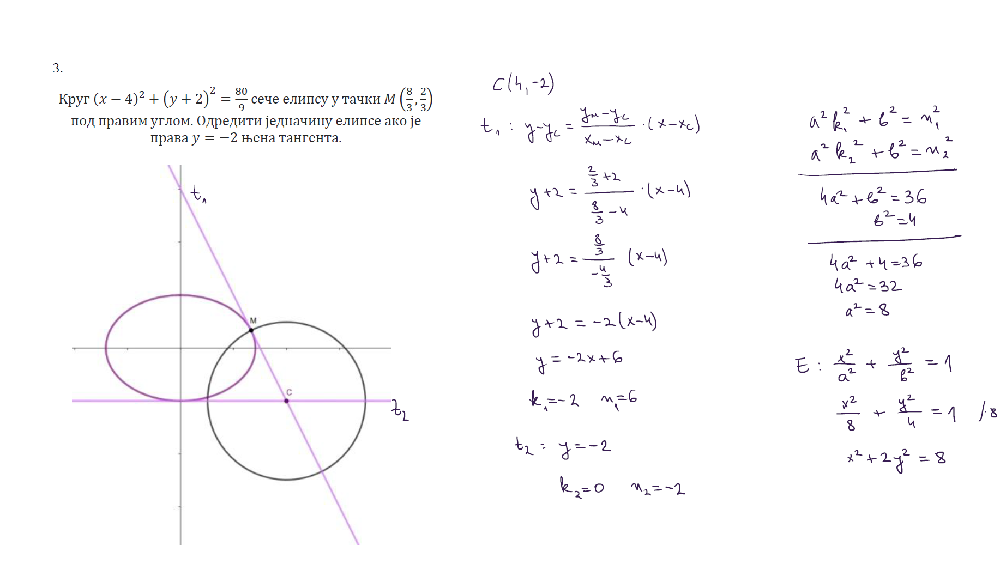 3.
Круг (x − 4)² + (y + 2)² = 80/9 сече елипсу у тачки M (8/3, 2/3)
под правим углом. Одредити једначину елипсе ако је
права y = −2 њена тангента.
t₁
M
C
t₂
C(4,-2)
t₁ : y-y_C = (y_M-y_C)/(x_M-x_C) · (x-x_C)
y+2 = (2/3+2)/(8/3-4) · (x-4)
y+2 = (8/3)/(-4/3) (x-4)
y+2 = -2(x-4)
y = -2x+6
k₁=-2 n₁=6
t₂ : y=-2
k₂=0 n₂=-2
a²k₁² + b² = n₁²
a²k₂² + b² = n₂²
4a²+b²=36
b²=4
4a²+4=36
4a²=32
a²=8
E : x²/a² + y²/b² = 1
x²/8 + y²/4 = 1 /·8
x²+2y²=8